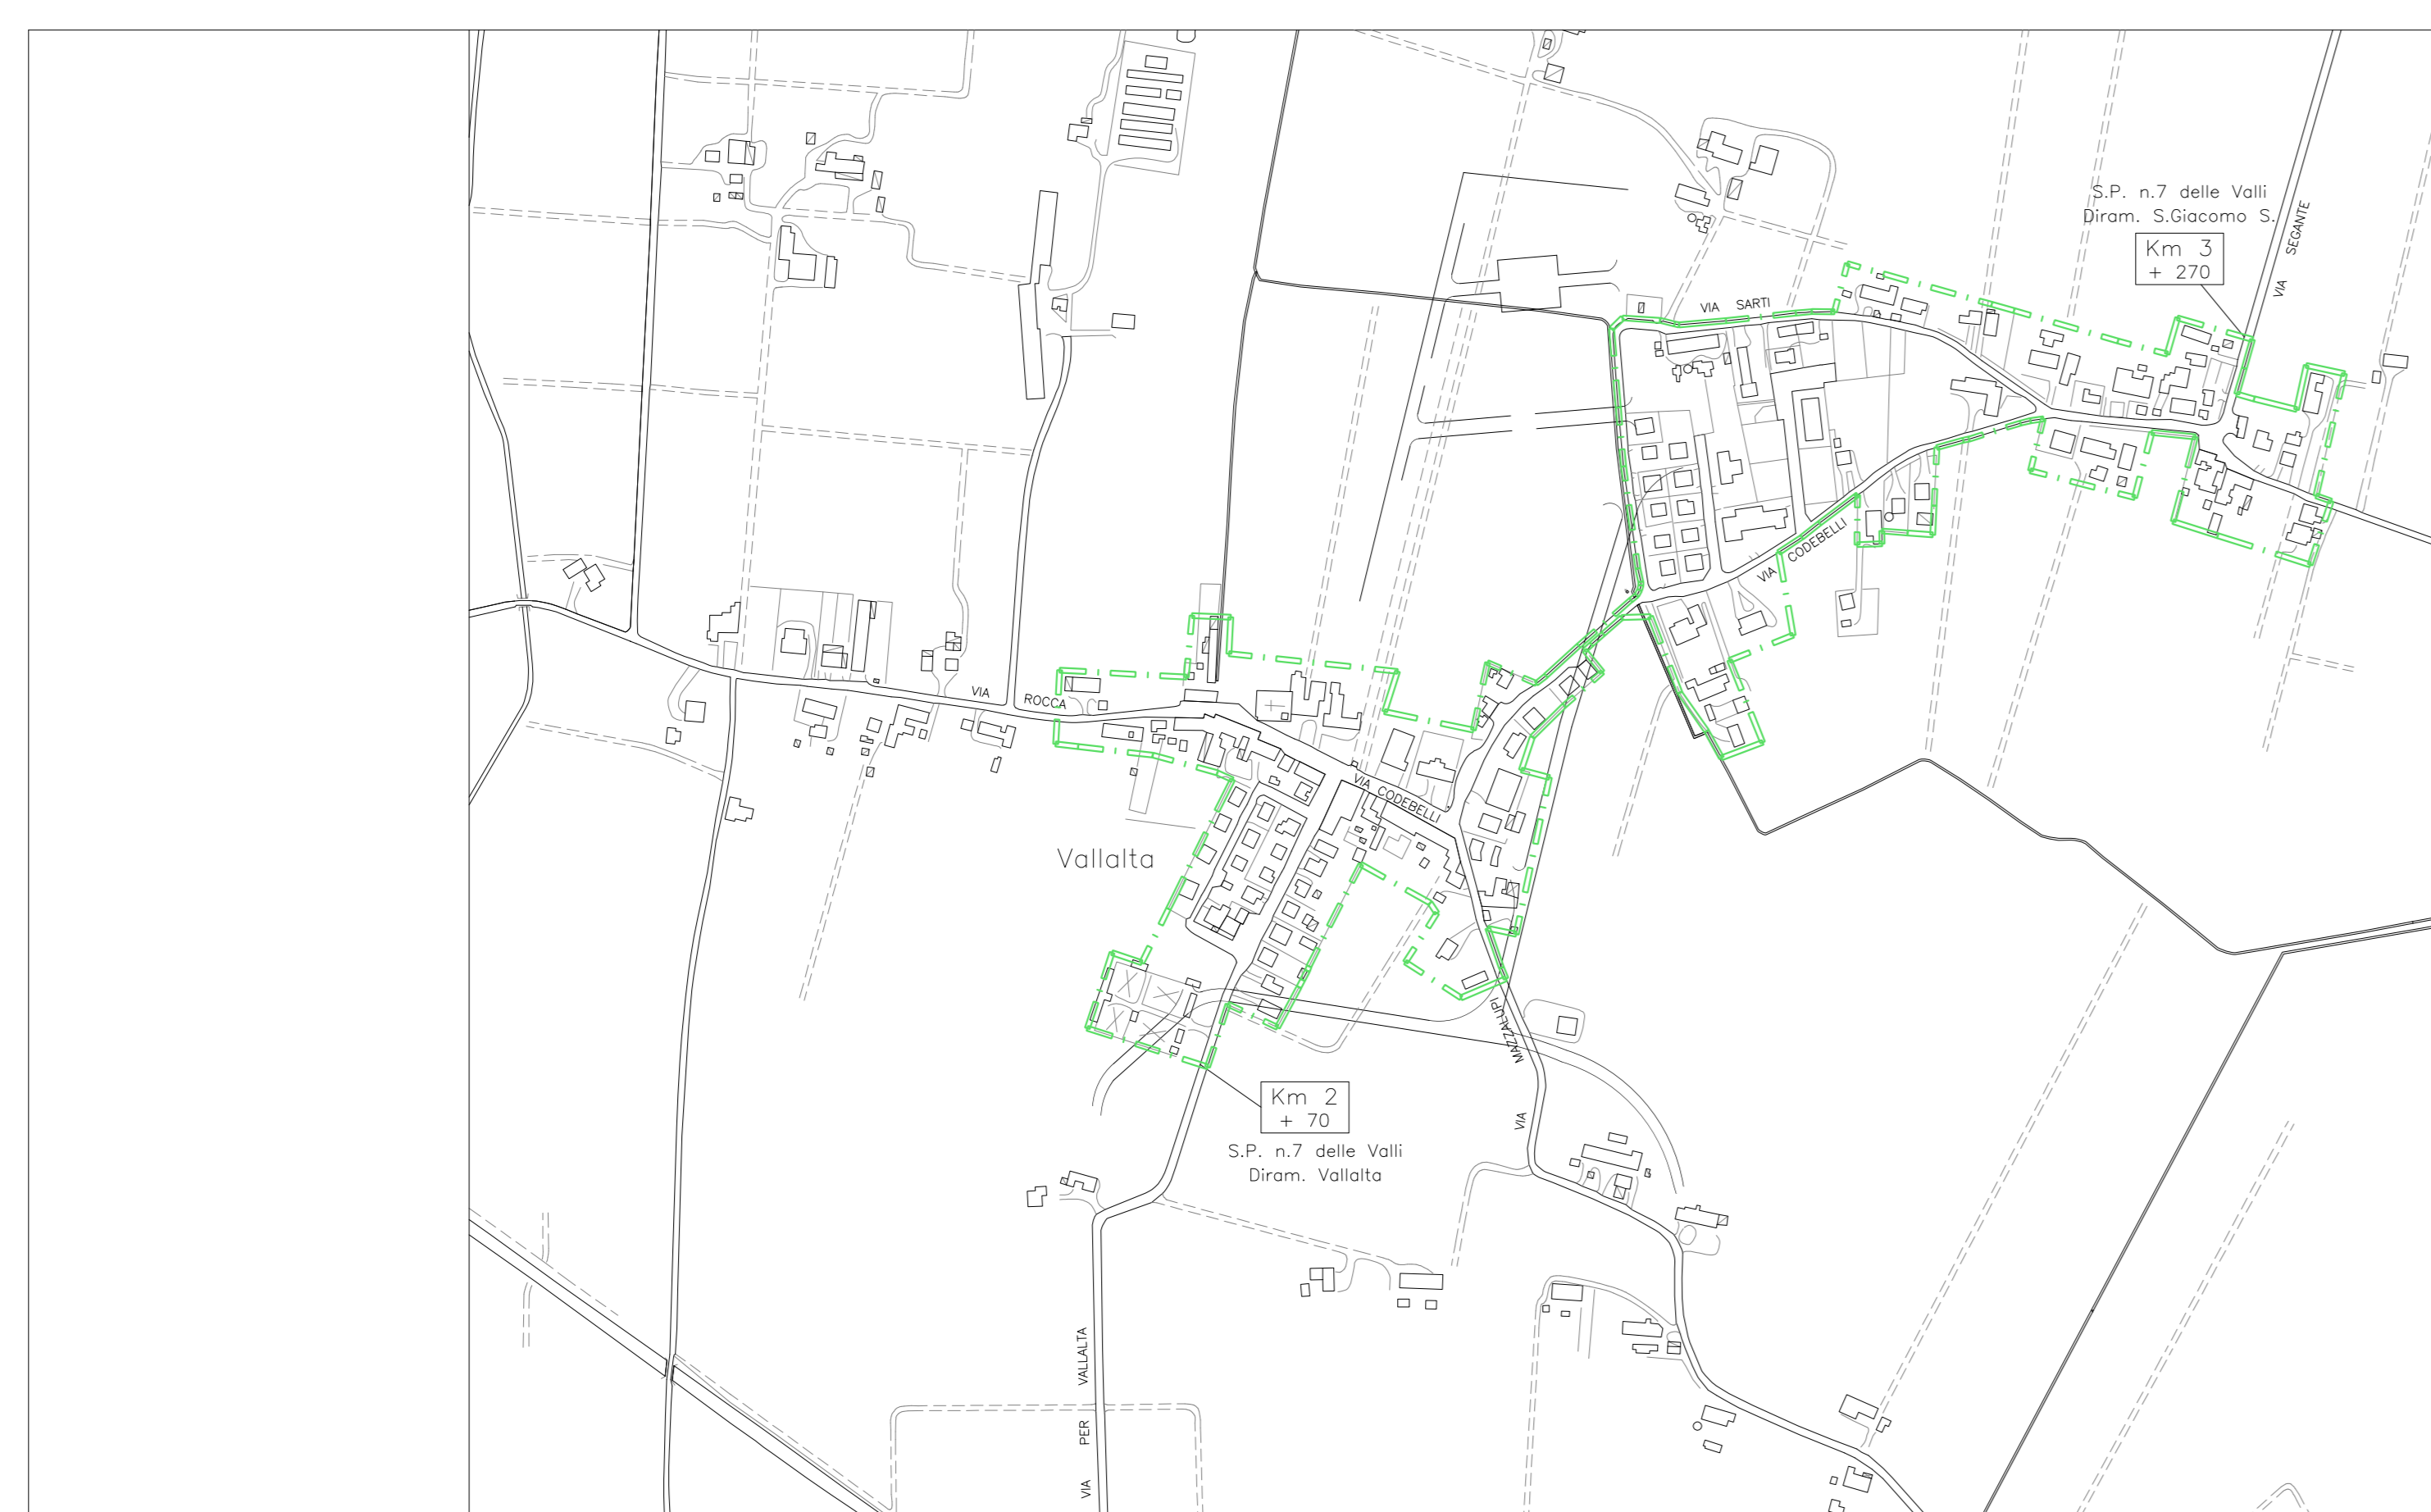 S.P. n.7 delle Valli
Diram. S.Giacomo S.
Km 3
+ 270
VIA SEGANTE
VIA SARTI
VIA CODEBELLI
VIA ROCCA
VIA CODEBELLI
Vallalta
VIA MAZZALUPI
Km 2
+ 70
S.P. n.7 delle Valli
Diram. Vallalta
VIA PER VALLALTA